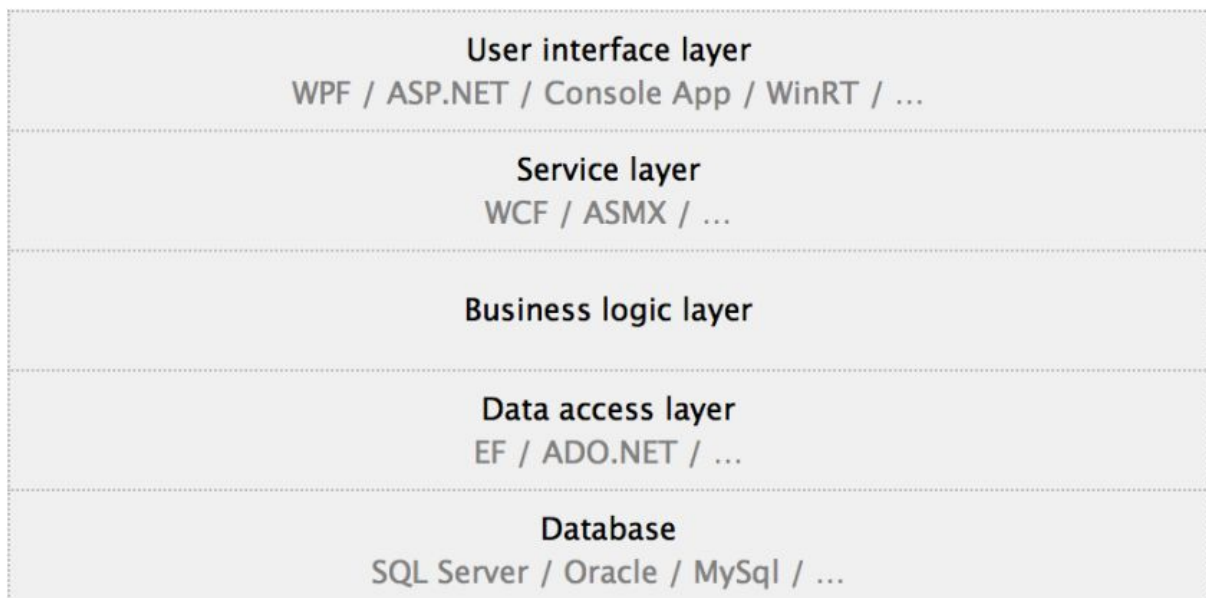 User interface layer
WPF / ASP.NET / Console App / WinRT / ...
Service layer
WCF / ASMX / ...
Business logic layer
Data access layer
EF / ADO.NET / ...
Database
SQL Server / Oracle / MySql / ...